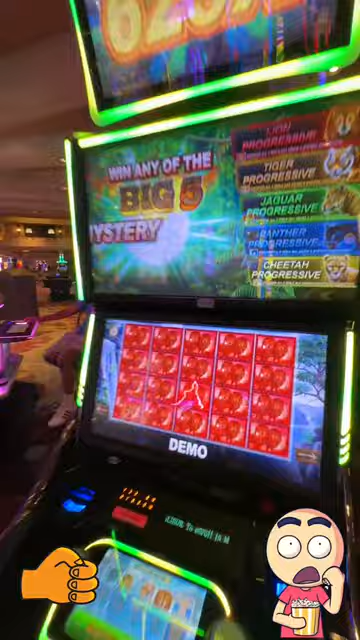 WIN ANY OF THE
BIG 5
MYSTERY
LION
PROGRESSIVE
TIGER
PROGRESSIVE
JAGUAR
PROGRESSIVE
PANTHER
PROGRESSIVE
CHEETAH
PROGRESSIVE
DEMO